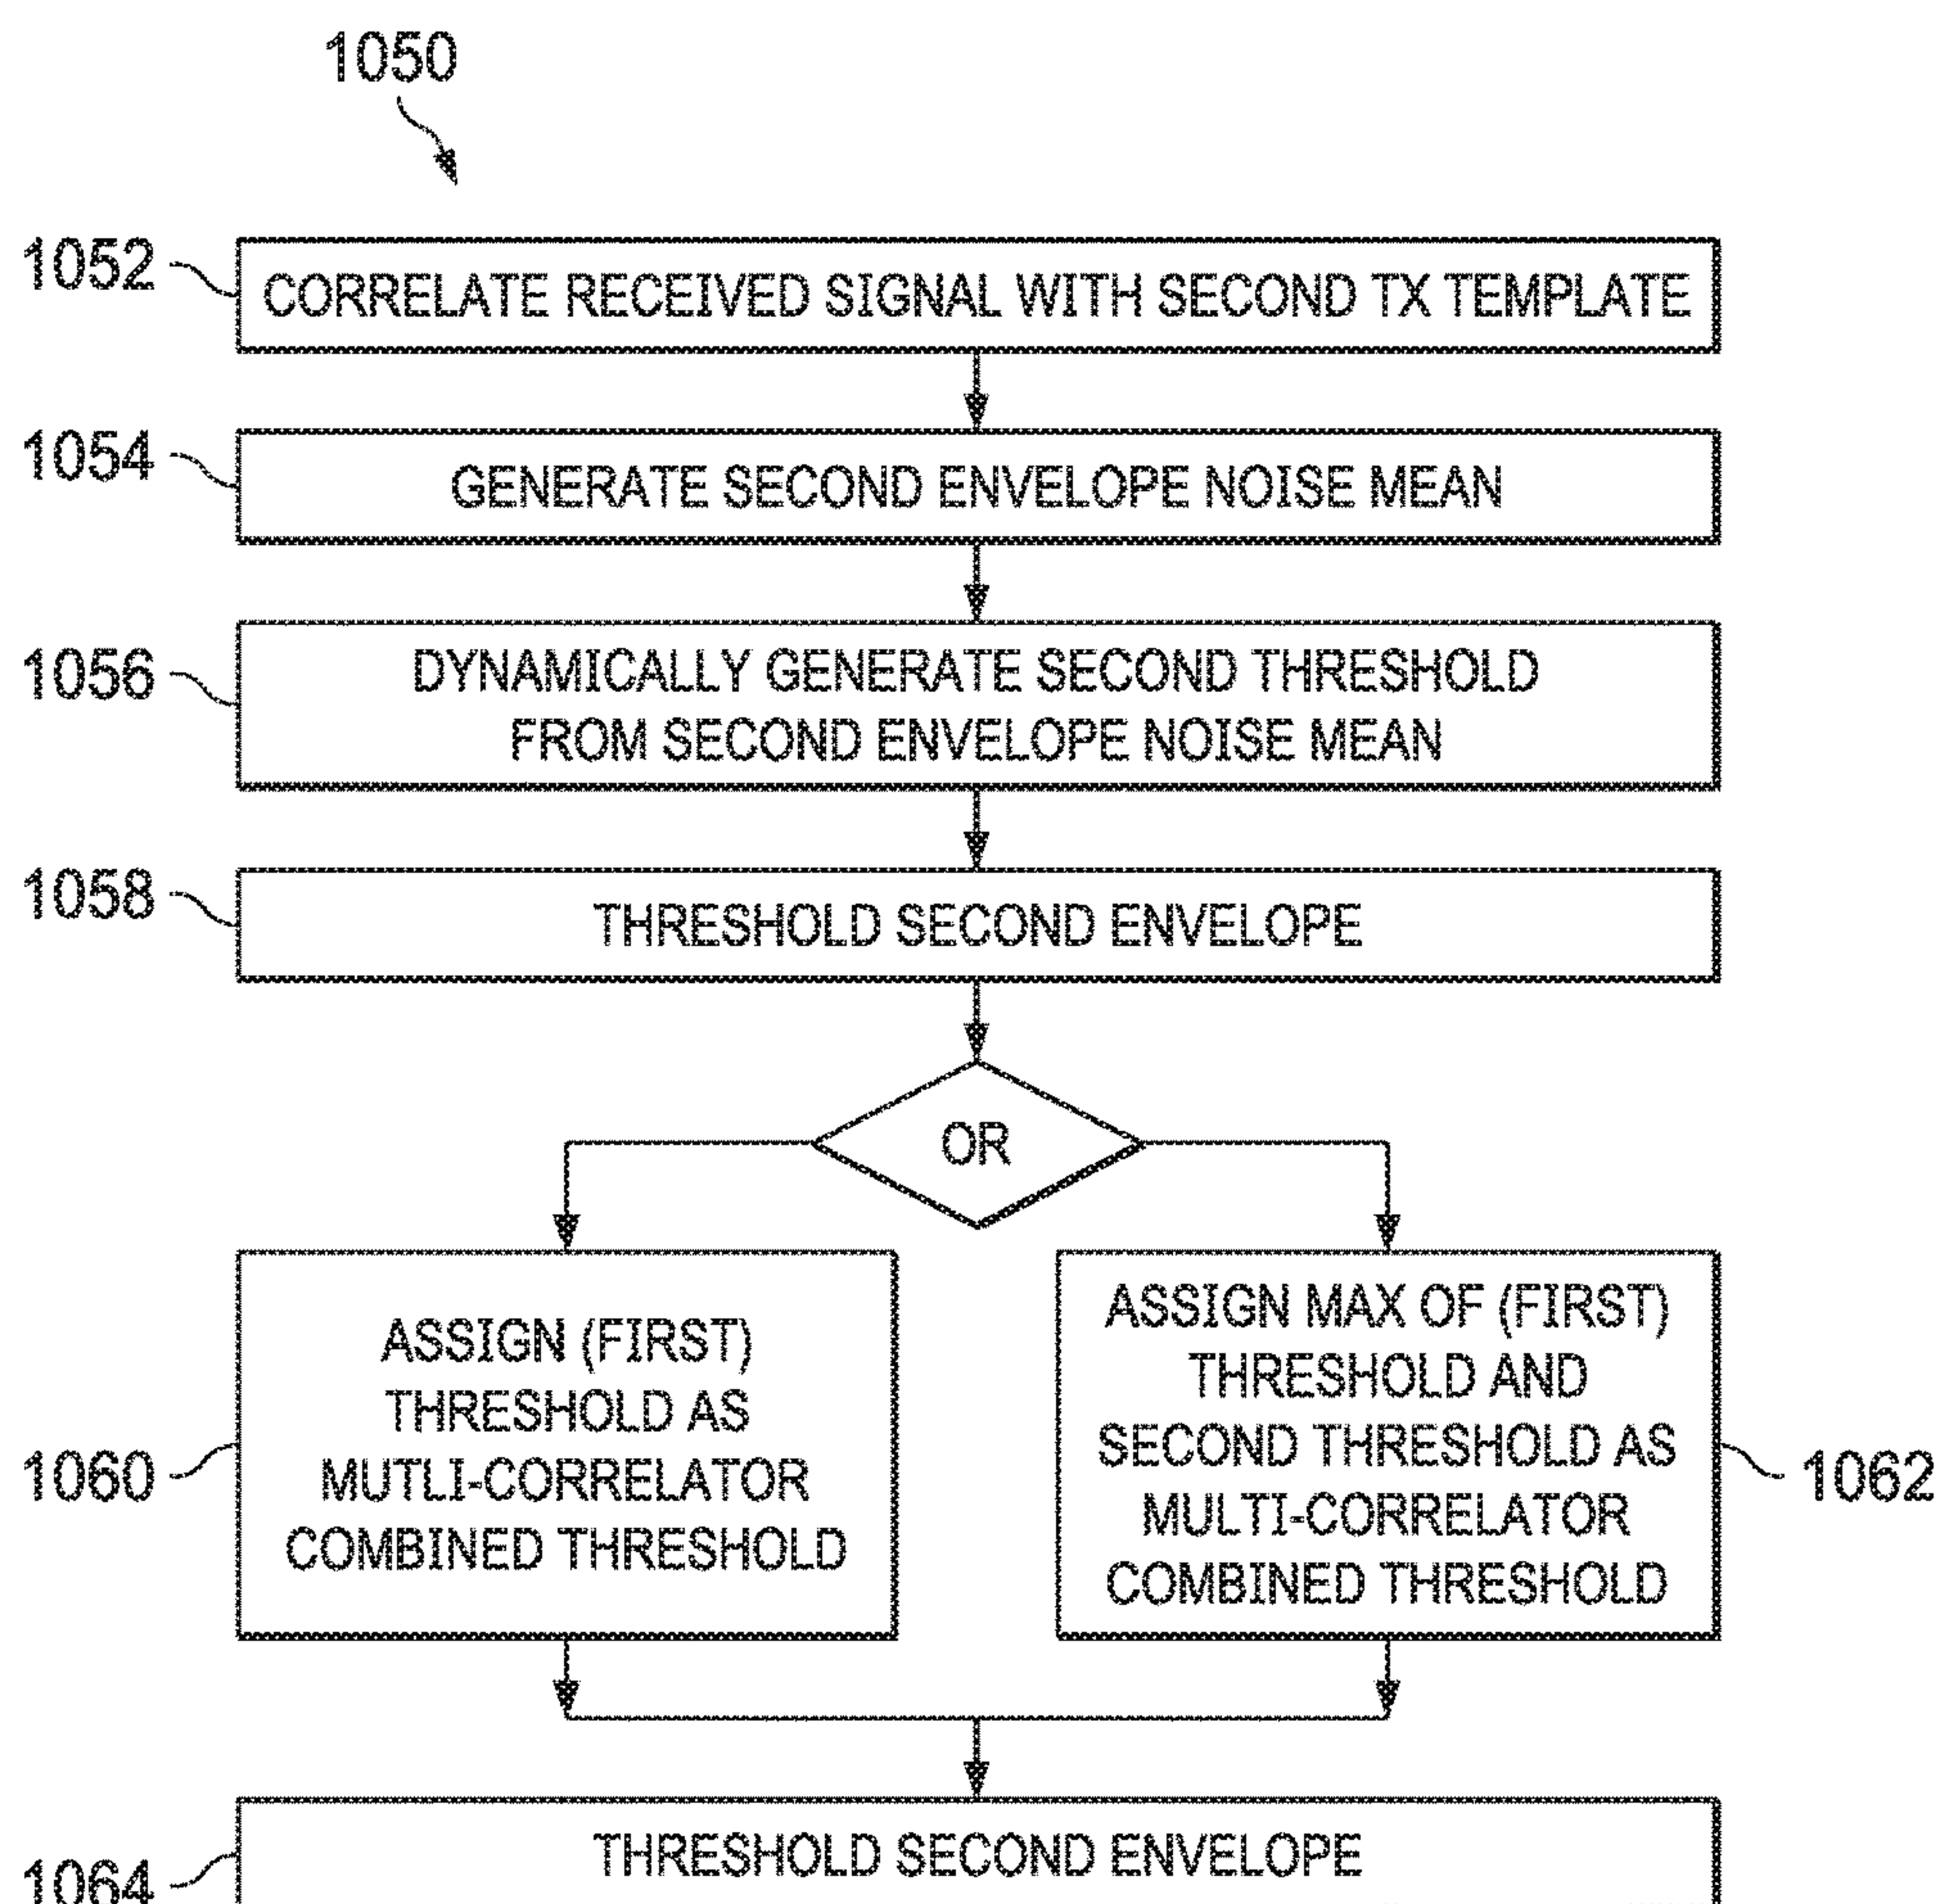 1050
1052
CORRELATE RECEIVED SIGNAL WITH SECOND TX TEMPLATE
1054
GENERATE SECOND ENVELOPE NOISE MEAN
1056
DYNAMICALLY GENERATE SECOND THRESHOLD
FROM SECOND ENVELOPE NOISE MEAN
1058
THRESHOLD SECOND ENVELOPE
OR
1060
ASSIGN (FIRST)
THRESHOLD AS
MUTLI-CORRELATOR
COMBINED THRESHOLD
ASSIGN MAX OF (FIRST)
THRESHOLD AND
SECOND THRESHOLD AS
MULTI-CORRELATOR
COMBINED THRESHOLD
1062
1064
THRESHOLD SECOND ENVELOPE